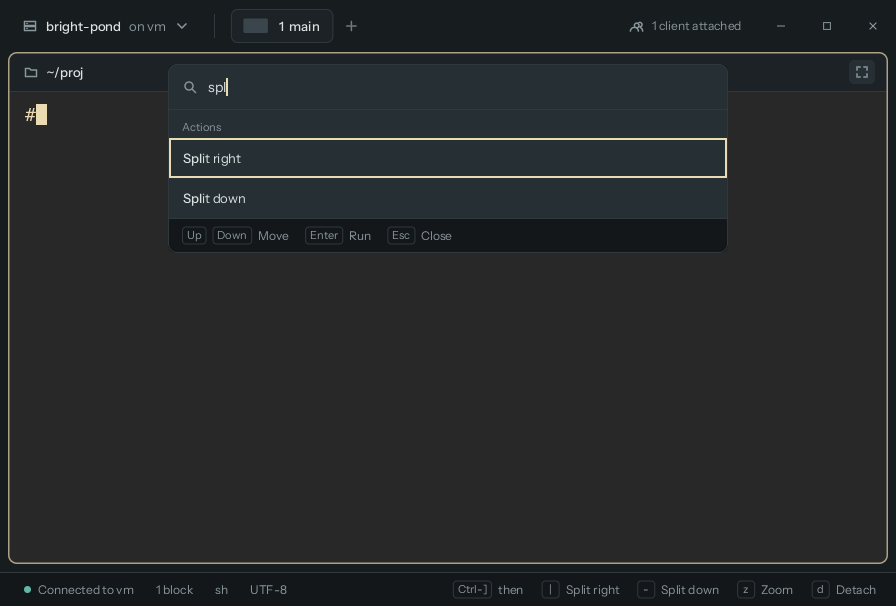 bright-pond on vm
1 main
1 client attached
~/proj
spl
#
Actions
Split right
Split down
Up Down Move Enter Run Esc Close
Connected to vm 1 block sh UTF-8 Ctrl-] then | Split right - Split down z Zoom d Detach